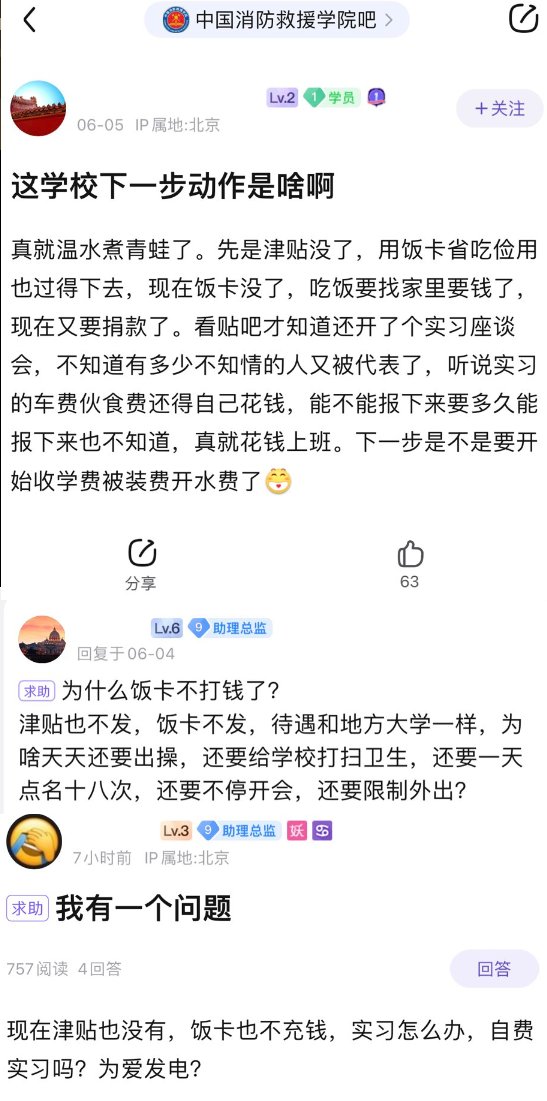 中国消防救援学院吧
Lv.2 1 学员 1
+关注
06-05 IP属地:北京
这学校下一步动作是啥啊
真就温水煮青蛙了。先是津贴没了，用饭卡省吃俭用
也过得下去，现在饭卡没了，吃饭要找家里要钱了，
现在又要捐款了。看贴吧才知道还开了个实习座谈
会，不知道有多少不知情的人又被代表了，听说实习
的车费伙食费还得自己花钱，能不能报下来要多久能
报下来也不知道，真就花钱上班。下一步是不是要开
始收学费被装费开水费了
分享
63
Lv.6 9 助理总监
回复于06-04
求助 为什么饭卡不打钱了?
津贴也不发，饭卡不发，待遇和地方大学一样，为
啥天天还要出操，还要给学校打扫卫生，还要一天
点名十八次，还要不停开会，还要限制外出?
Lv.3 9 助理总监 妖 ♋
7小时前 IP属地:北京
求助 我有一个问题
757阅读 4回答
回答
现在津贴也没有，饭卡也不充钱，实习怎么办，自费
实习吗？为爱发电？